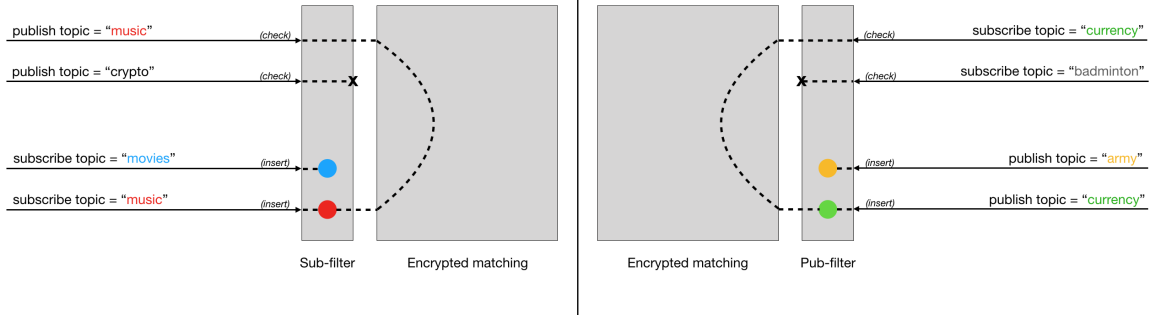 publish topic = “music”
(check)
publish topic = “crypto”
(check)
x
subscribe topic = “movies”
(insert)
subscribe topic = “music”
(insert)
Sub-filter
Encrypted matching
subscribe topic = “currency”
(check)
subscribe topic = “badminton”
(check)
x
publish topic = “army”
(insert)
publish topic = “currency”
(insert)
Encrypted matching
Pub-filter